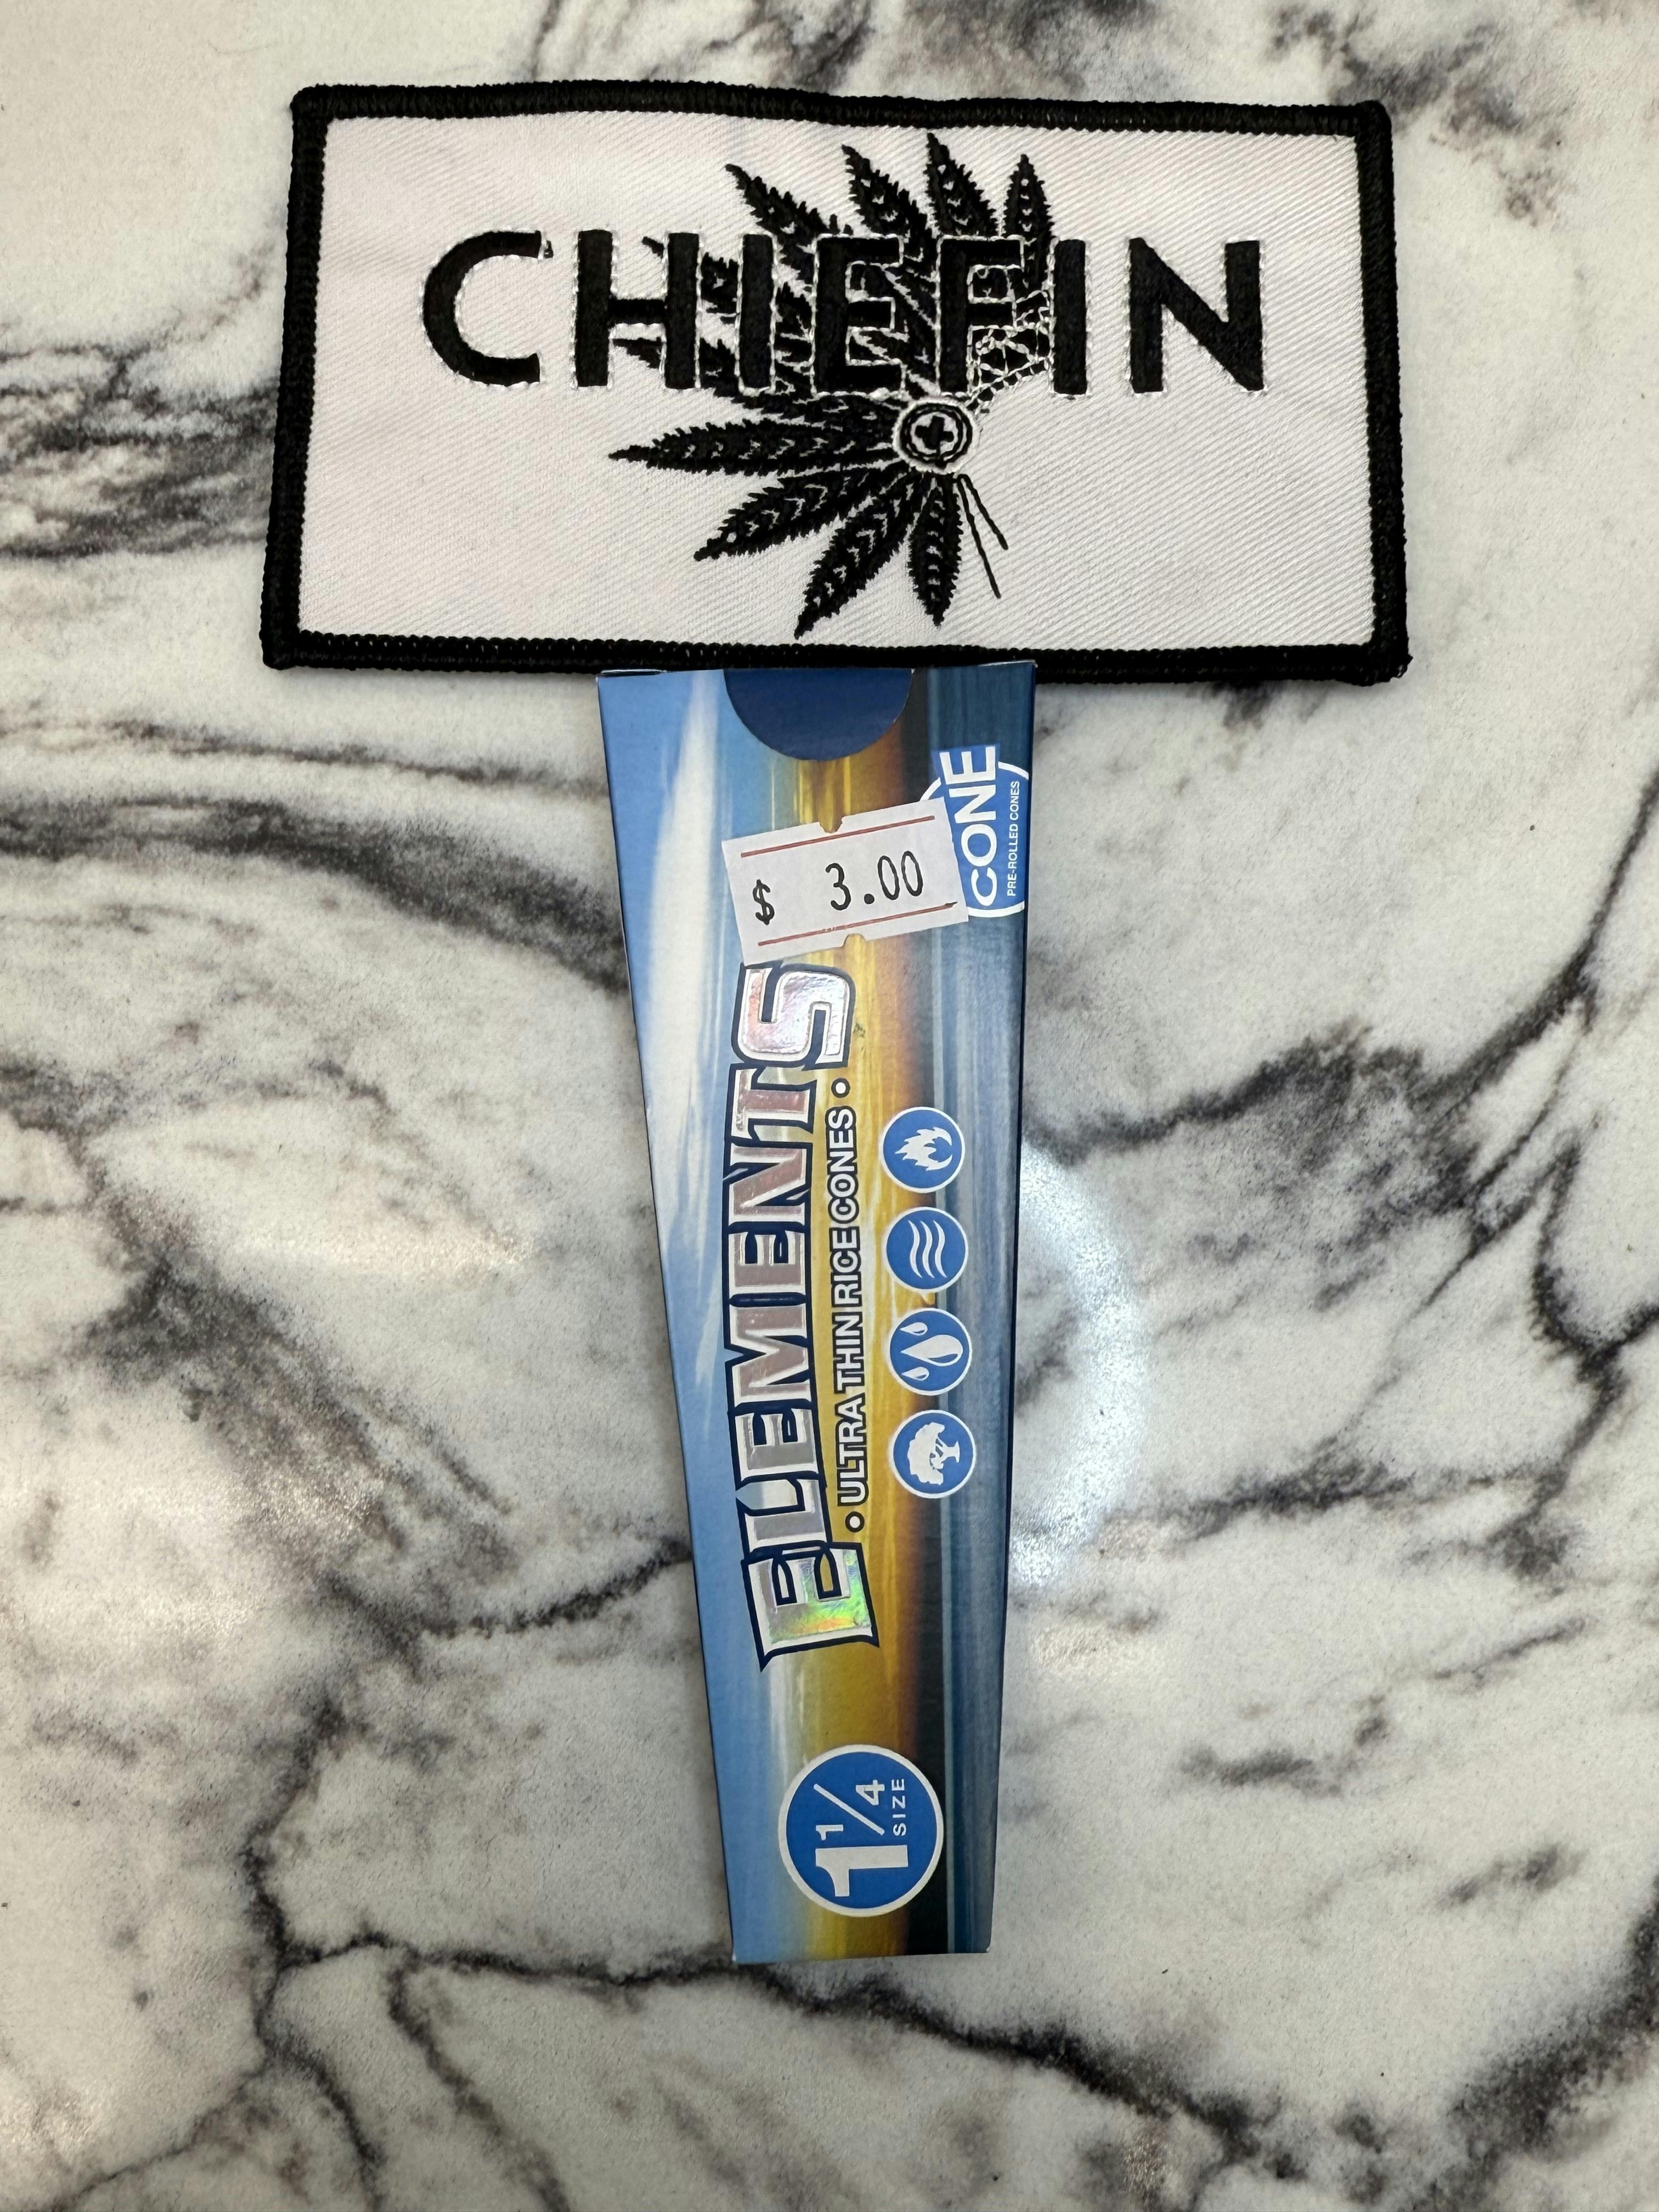 CHIEFIN
CONE
PRE-ROLLED CONES
$ 3.00
ELEMENTS
• ULTRA THIN RICE CONES •
1 1/4
SIZE